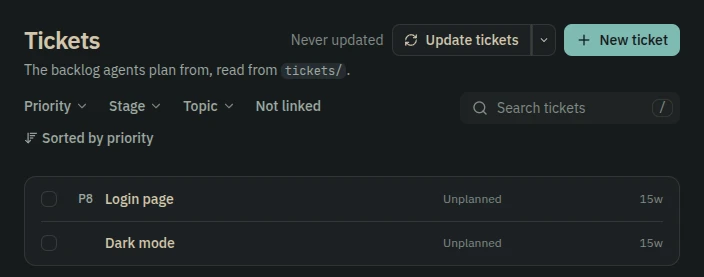 Tickets
Never updated
Update tickets
New ticket
The backlog agents plan from, read from tickets/.
Priority
Stage
Topic
Not linked
Search tickets
/
Sorted by priority
P8 Login page Unplanned 15w
Dark mode Unplanned 15w